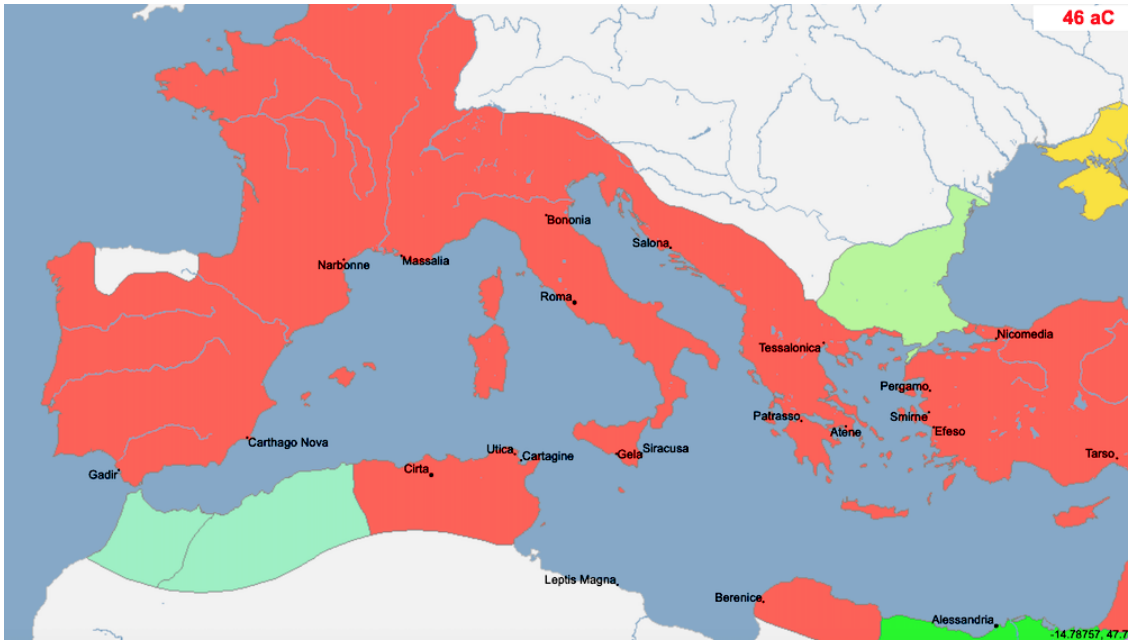 46 aC
Bononia
Salona
Narbonne
Massalia
Roma
Nicomedia
Tessalonica
Pergamo
Patrasso
Smirne
Atene
Efeso
Carthago Nova
Utica
Cartagine
Gela
Siracusa
Gadir
Cirta
Tarso
Leptis Magna
Berenice
Alessandria
-14.78757, 47.7